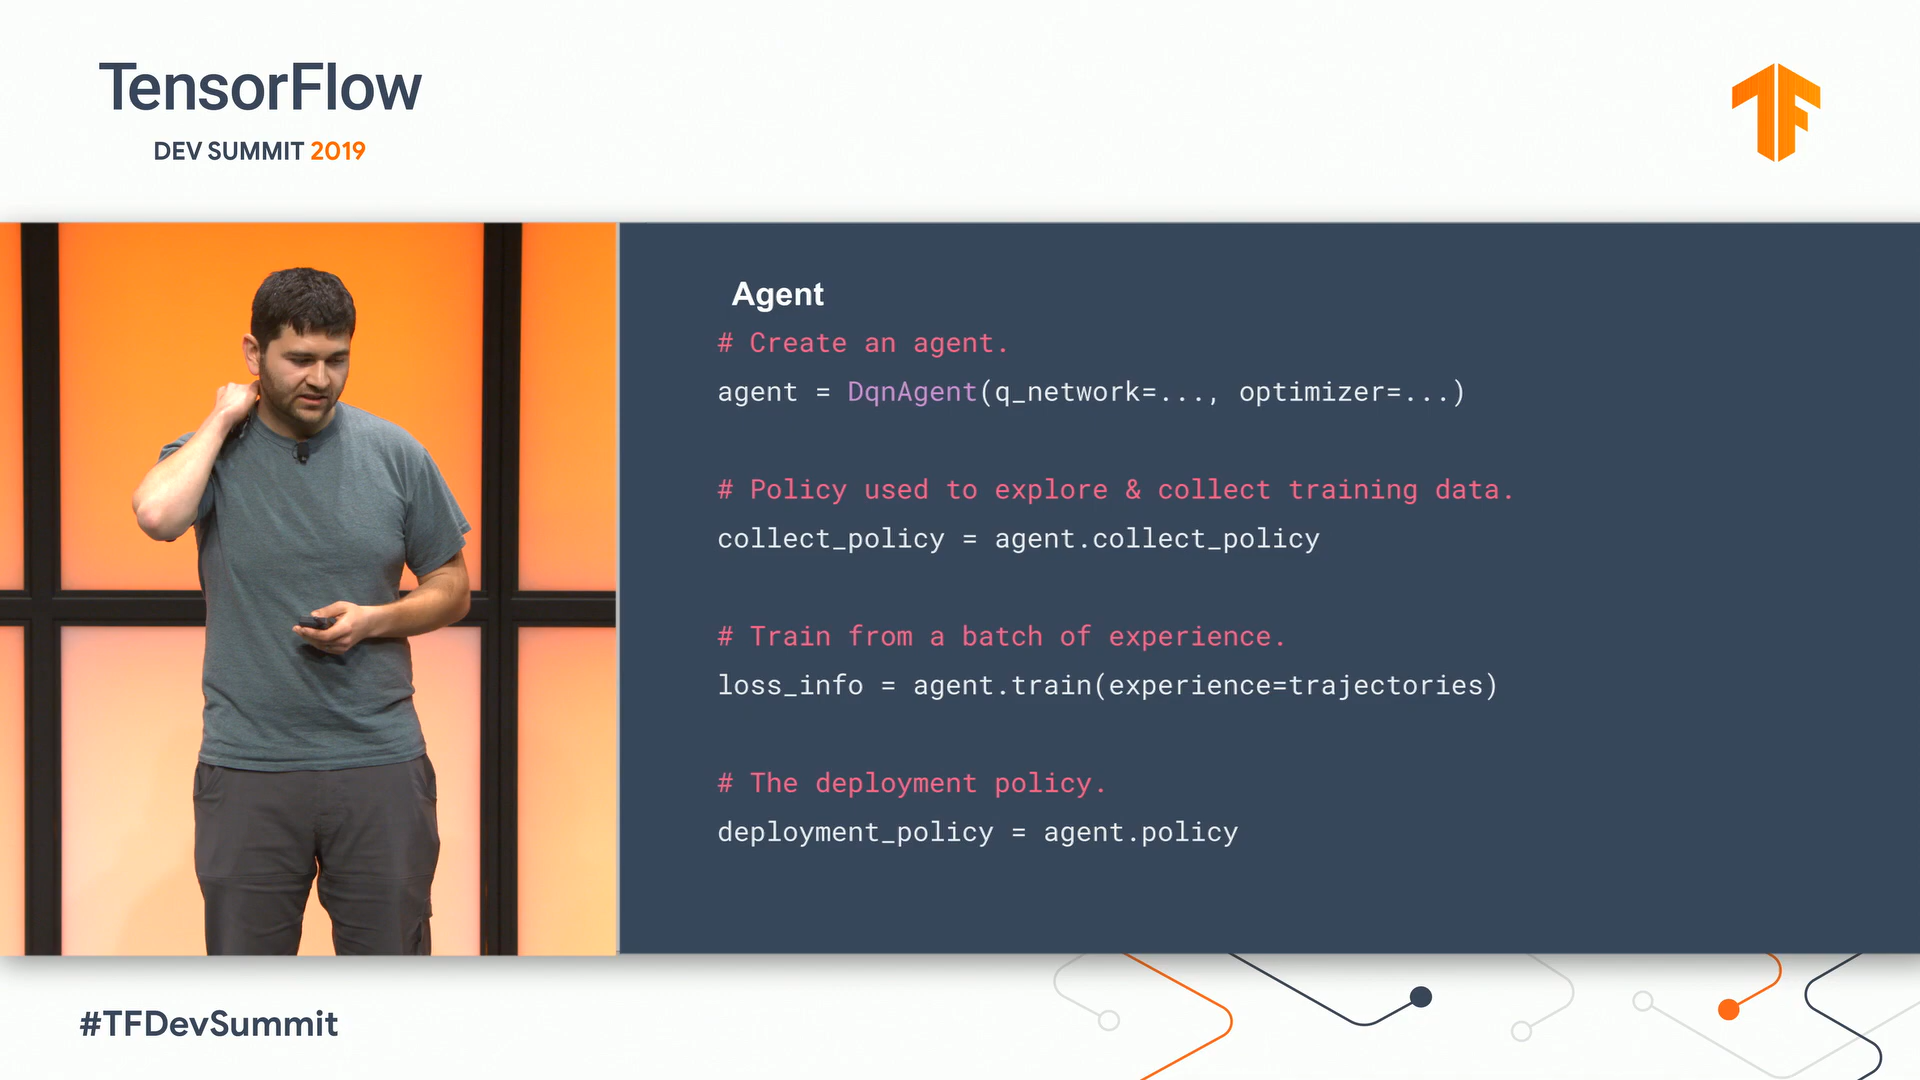 TensorFlow
DEV SUMMIT 2019
Agent
# Create an agent.
agent = DqnAgent(q_network=..., optimizer=...)
# Policy used to explore & collect training data.
collect_policy = agent.collect_policy
# Train from a batch of experience.
loss_info = agent.train(experience=trajectories)
# The deployment policy.
deployment_policy = agent.policy
#TFDevSummit